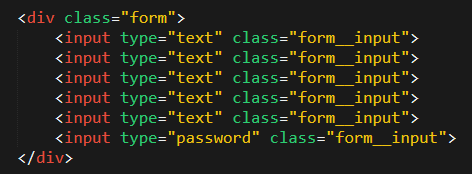 <div class="form">
    <input type="text" class="form__input">
    <input type="text" class="form__input">
    <input type="text" class="form__input">
    <input type="text" class="form__input">
    <input type="text" class="form__input">
    <input type="password" class="form__input">
</div>